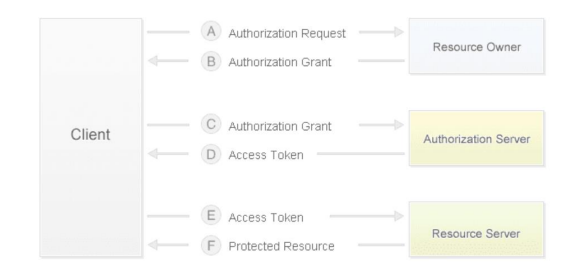 A Authorization Request
Resource Owner
B Authorization Grant
Client
C Authorization Grant
Authorization Server
D Access Token
E Access Token
Resource Server
F Protected Resource